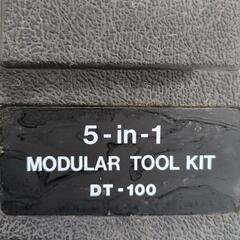 5-in-1
MODULAR TOOL KIT
DT-100